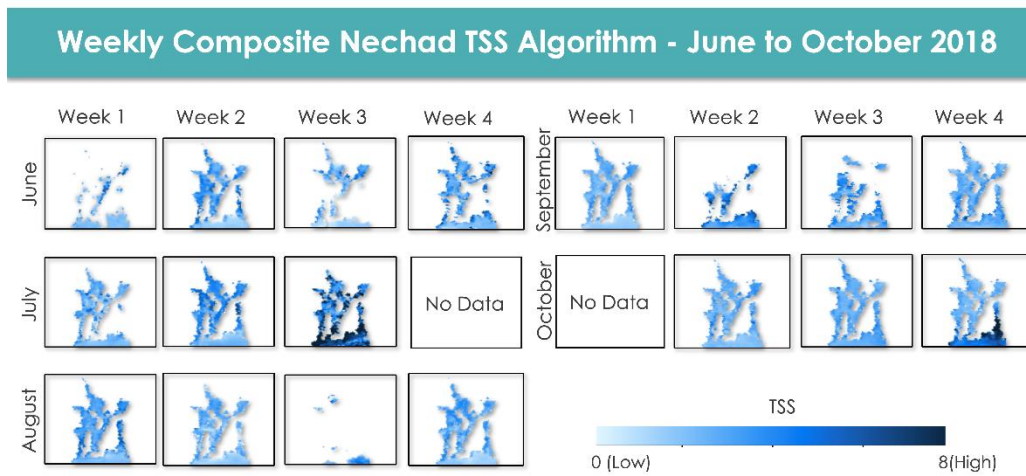 Weekly Composite Nechad TSS Algorithm - June to October 2018
Week 1 Week 2 Week 3 Week 4 Week 1 Week 2 Week 3 Week 4
June
September
July
No Data
No Data
October
August
TSS
0 (Low) 8(High)